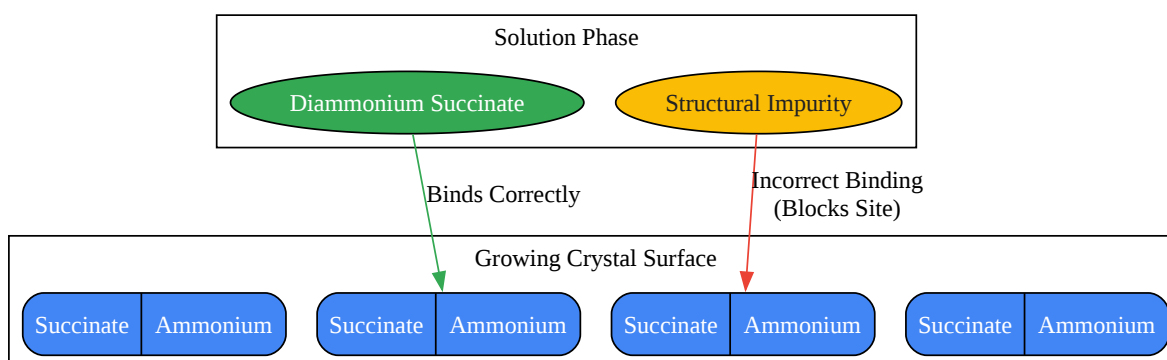 Solution Phase
Diammonium Succinate
Structural Impurity
Binds Correctly
Incorrect Binding
(Blocks Site)
Growing Crystal Surface
Succinate Ammonium
Succinate Ammonium
Succinate Ammonium
Succinate Ammonium